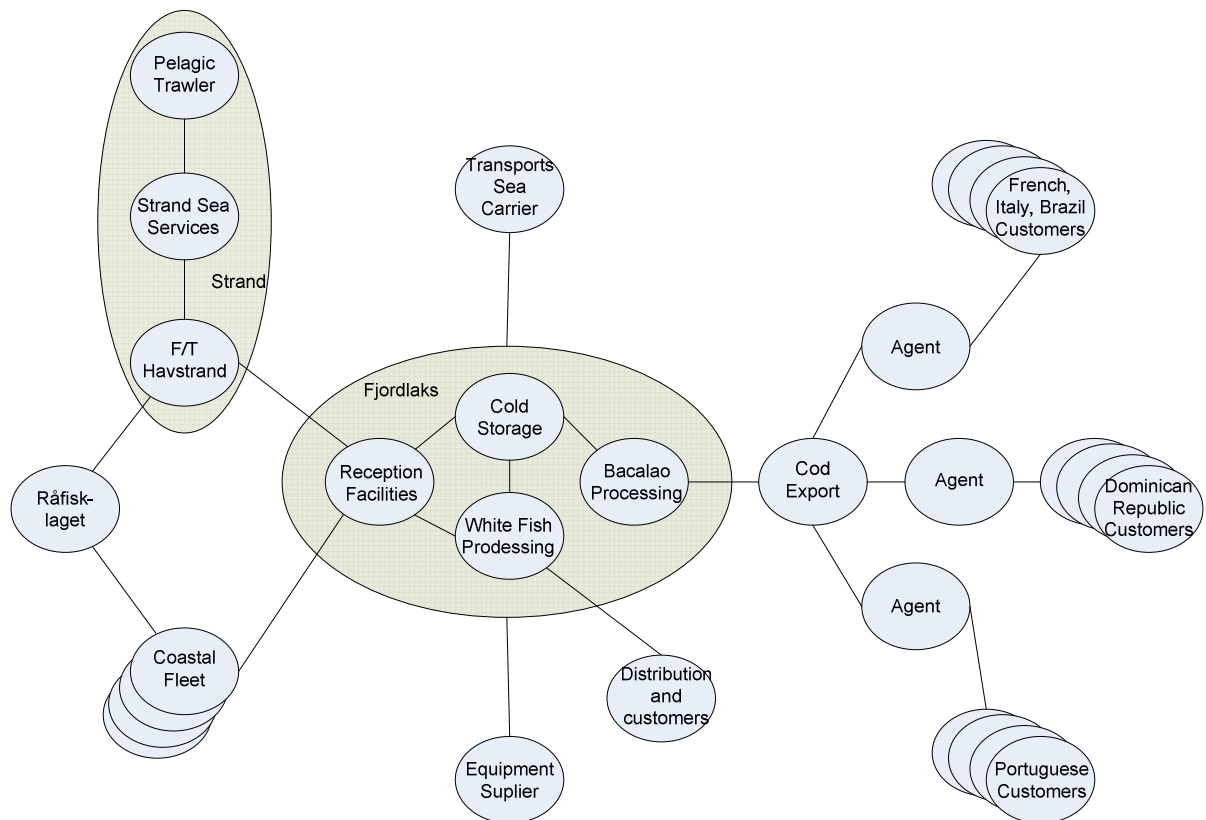 Pelagic
Trawler
Strand Sea
Services
Strand
F/T
Havstrand
Råfisk-
laget
Coastal
Fleet
Transports
Sea
Carrier
Fjordlaks
Cold
Storage
Reception
Facilities
White Fish
Prodessing
Bacalao
Processing
Equipment
Suplier
Distribution
and
customers
Cod
Export
Agent
French,
Italy, Brazil
Customers
Agent
Dominican
Republic
Customers
Agent
Portuguese
Customers